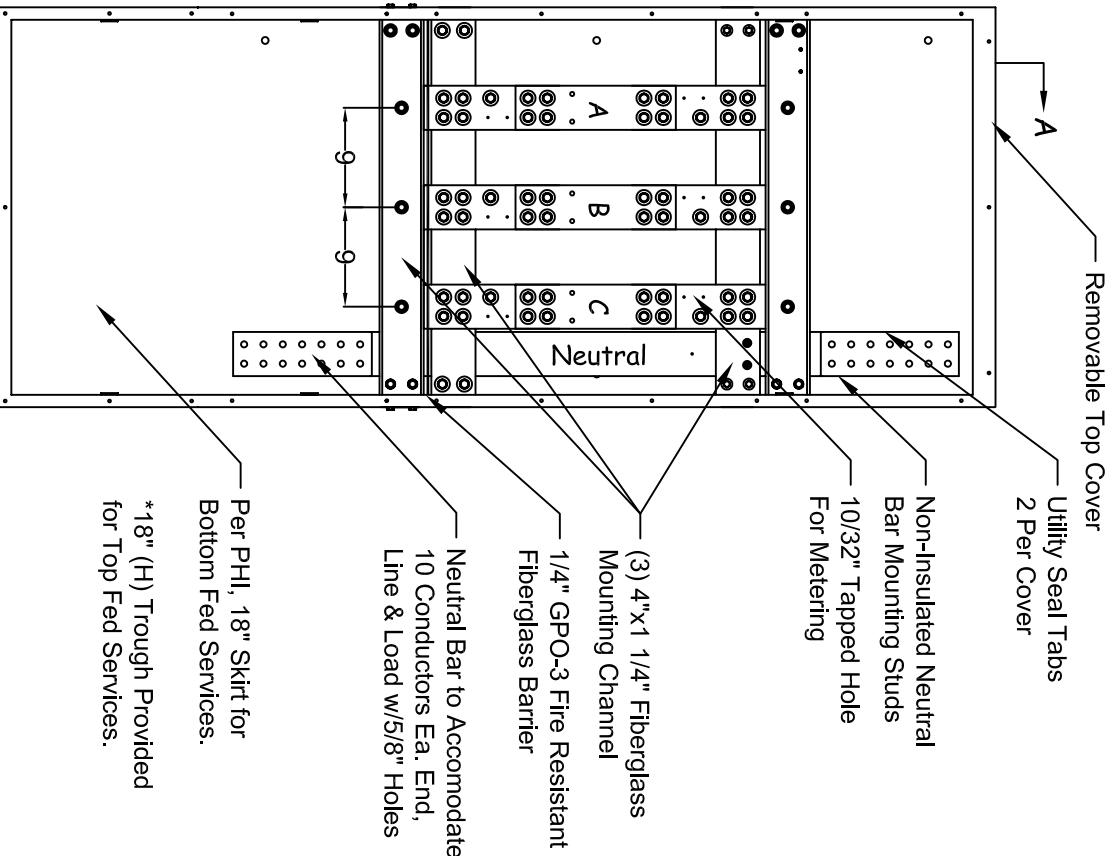 A
Removable Top Cover
Utility Seal Tabs
2 Per Cover
Non-Insulated Neutral
Bar Mounting Studs
10/32" Tapped Hole
For Metering
(3) 4"x1 1/4" Fiberglass
Mounting Channel
1/4" GPO-3 Fire Resistant
Fiberglass Barrier
Neutral Bar to Accomodate
10 Conductors Ea. End,
Line & Load w/5/8" Holes
Per PHI, 18" Skirt for
Bottom Fed Services.
*18" (H) Trough Provided
for Top Fed Services.
A
B
C
Neutral
9
9